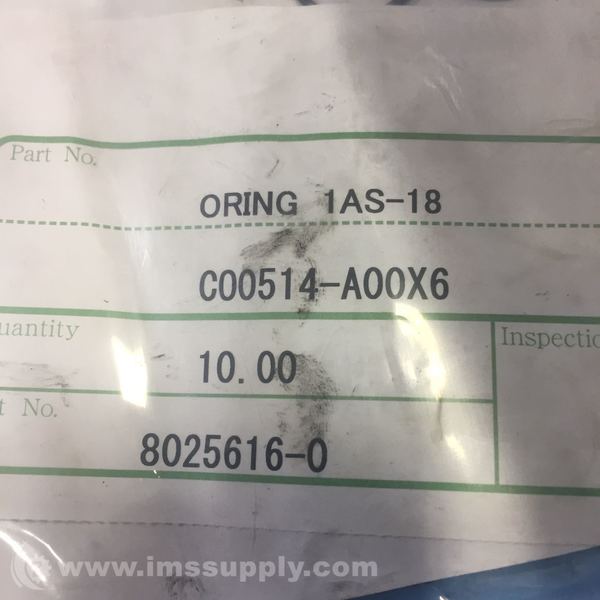 Part No.
ORING 1AS-18
C00514-A00X6
uantity
10.00
Inspectio
t No.
8025616-0
www.imssupply.com